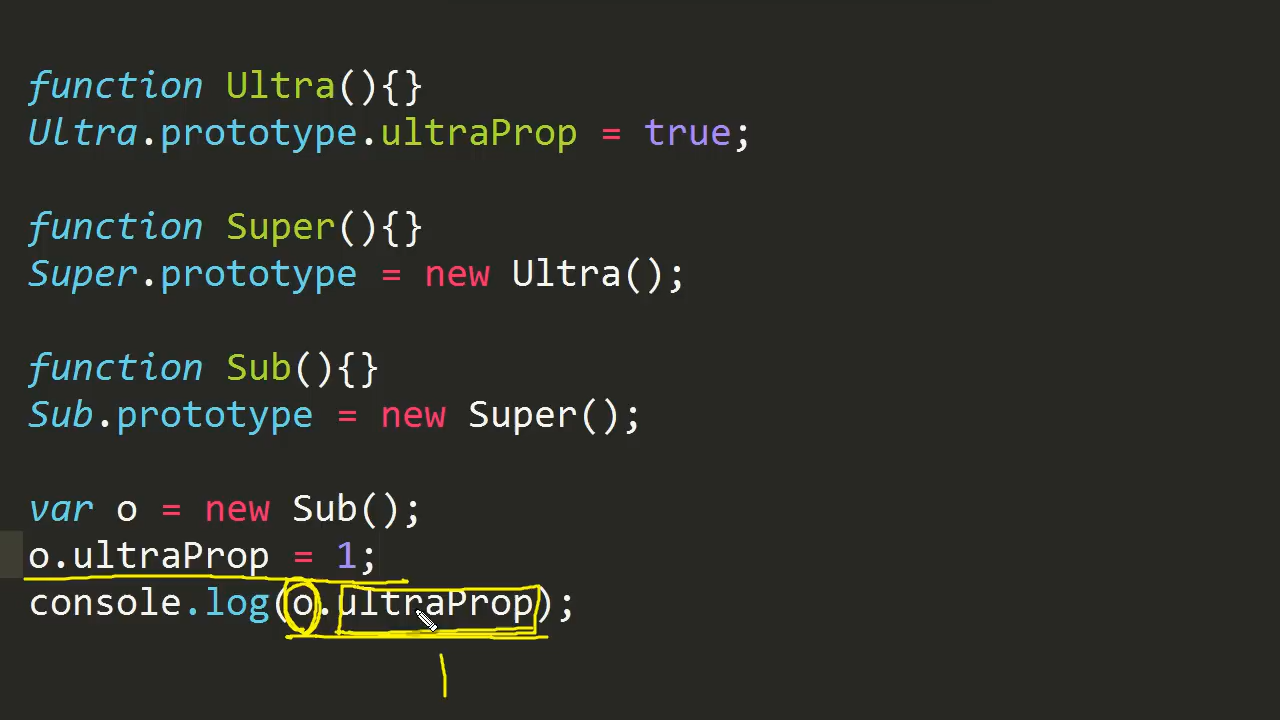 function Ultra(){}
Ultra.prototype.ultraProp = true;
function Super(){}
Super.prototype = new Ultra();
function Sub(){}
Sub.prototype = new Super();
var o = new Sub();
o.ultraProp = 1;
console.log(o.ultraProp);
1